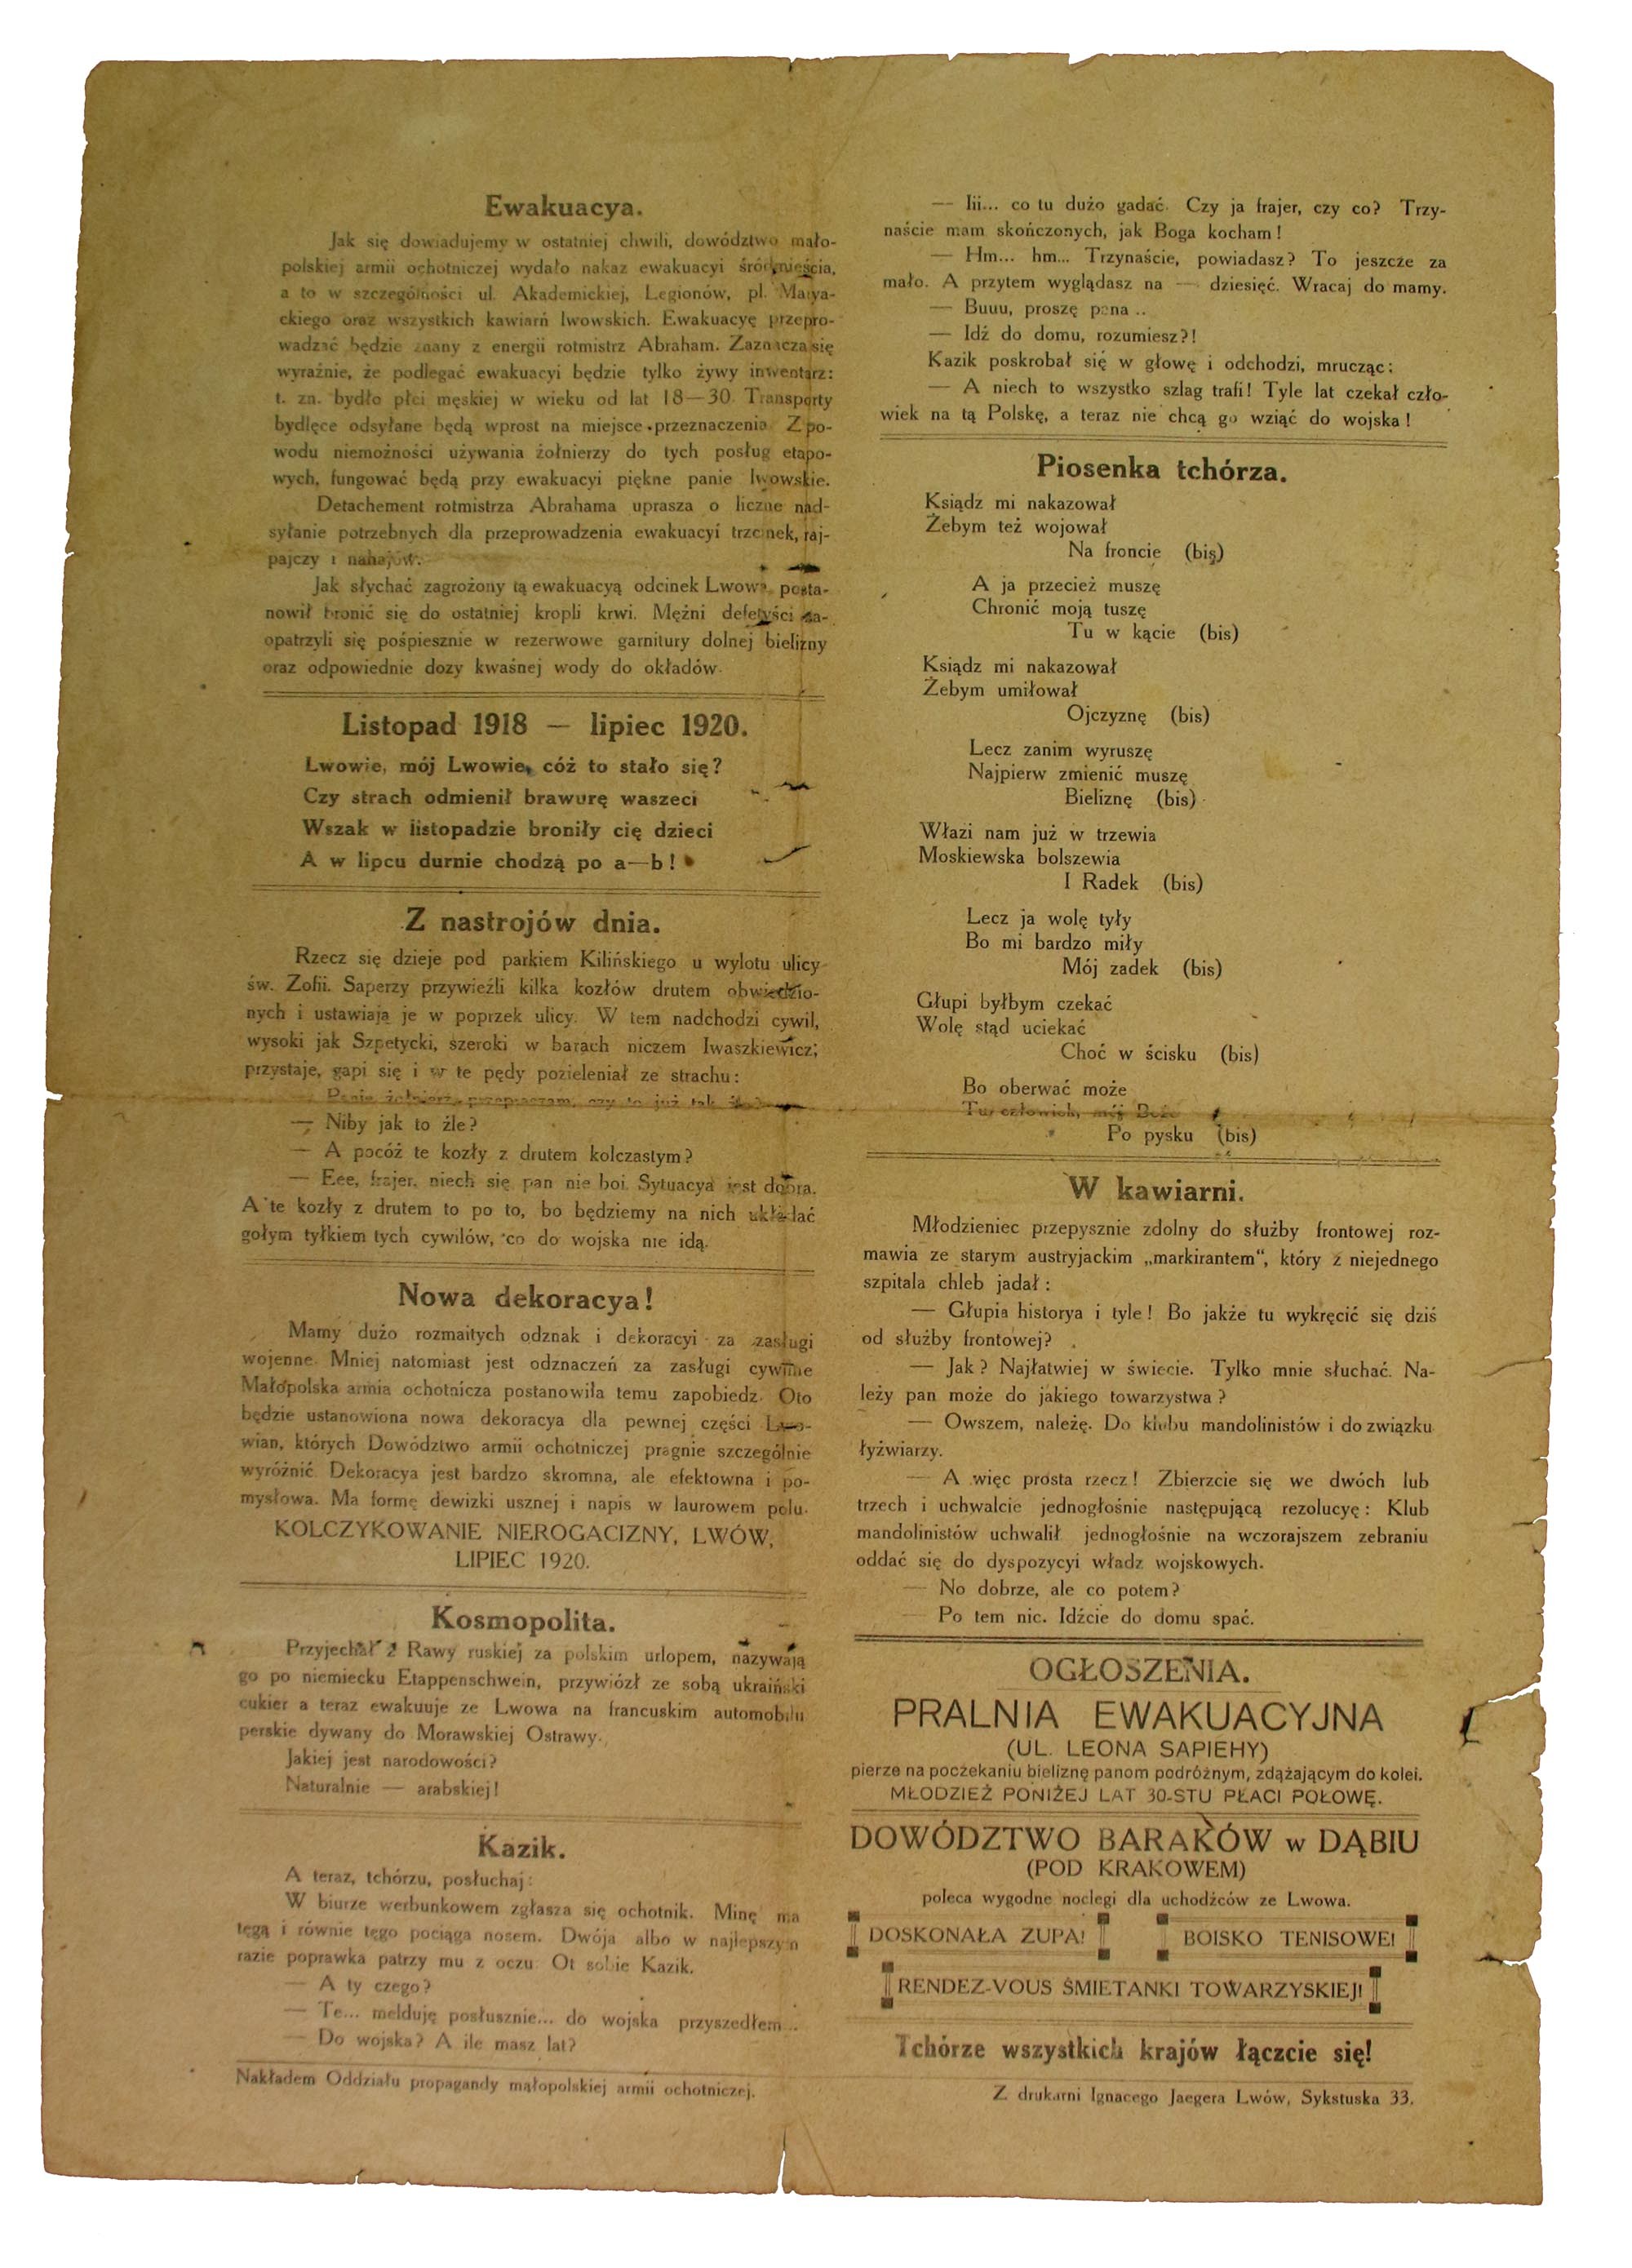 Ewakuacya.
Jak się dowiadujemy w ostatniej chwili, dowództwo mało-
polskiej armii ochotniczej wydało nakaz ewakuacyi śródmieścia,
a to w szczególności ul. Akademickiej, Legionów, pl. Marya-
ckiego oraz wszystkich kawiarń lwowskich. Ewakuacyę przepro-
wadzać będzie znany z energii rotmistrz Abraham. Zaznacza się
wyraźnie, że podlegać ewakuacyi będzie tylko żywy inwentarz:
t. zn. bydło płci męskiej w wieku od lat 18—30. Transporty
bydlęce odsyłane będą wprost na miejsce przeznaczenia. Z po-
wodu niemożności używania żołnierzy do tych posług etapo-
wych, fungować będą przy ewakuacyi piękne panie lwowskie.
Detachement rotmistrza Abrahama uprasza o liczne nad-
syłanie potrzebnych dla przeprowadzenia ewakuacyi trzcinek, raj-
pajczy i nahajów.
Jak słychać zagrożony tą ewakuacyą odcinek Lwowa posta-
nowił bronić się do ostatniej kropli krwi. Mężni defetyści za-
opatrzyli się pośpiesznie w rezerwowe garnitury dolnej bielizny
oraz odpowiednie dozy kwaśnej wody do okładów.
Listopad 1918 — lipiec 1920.
Lwowie, mój Lwowie, cóż to stało się?
Czy strach odmienił brawurę waszeci
Wszak w listopadzie broniły cię dzieci
A w lipcu durnie chodzą po a—b!
Z nastrojów dnia.
Rzecz się dzieje pod parkiem Kilińskiego u wylotu ulicy
św. Zofii. Saperzy przywieźli kilka kozłów drutem obwiedzio-
nych i ustawiają je w poprzek ulicy. W tem nadchodzi cywil,
wysoki jak Szpetycki, szeroki w barach niczem Iwaszkiewicz;
przystaje, gapi się i w te pędy pozieleniał ze strachu:
— Panie żołnierz, przepraszam, czy to już tak źle?
— Niby jak to źle?
— A pocóż te kozły z drutem kolczastym?
— Eee, frajer, niech się pan nie boi. Sytuacya jest dobra.
A te kozły z drutem to po to, bo będziemy na nich układać
gołym tyłkiem tych cywilów, co do wojska nie idą.
Nowa dekoracya!
Mamy dużo rozmaitych odznak i dekoracyi za zasługi
wojenne. Mniej natomiast jest odznaczeń za zasługi cywilne
Małopolska armia ochotnicza postanowiła temu zapobiedz. Oto
będzie ustanowiona nowa dekoracya dla pewnej części Lwo-
wian, których Dowództwo armii ochotniczej pragnie szczególnie
wyróżnić. Dekoracya jest bardzo skromna, ale efektowna i po-
mysłowa. Ma formę dewizki usznej i napis w laurowem polu.
KOLCZYKOWANIE NIEROGACIZNY, LWÓW,
LIPIEC 1920.
Kosmopolita.
Przyjechał z Rawy ruskiej za polskim urlopem, nazywają
go po niemiecku Etappenschwein, przywiózł ze sobą ukraiński
cukier a teraz ewakuuje ze Lwowa na francuskim automobilu
perskie dywany do Morawskiej Ostrawy.
Jakiej jest narodowości?
Naturalnie — arabskiej!
Kazik.
A teraz, tchórzu, posłuchaj:
W biurze werbunkowem zgłasza się ochotnik. Minę ma
tęgą i równie tęgo pociąga nosem. Dwója albo w najlepszym
razie poprawka patrzy mu z oczu. Ot sobie Kazik.
— A ty czego?
— Te... melduję posłusznie... do wojska przyszedłem..
— Do wojska? A ile masz lat?
Nakładem Oddziału propagandy małopolskiej armii ochotniczej.
— Iii... co tu dużo gadać. Czy ja frajer, czy co? Trzy-
naście mam skończonych, jak Boga kocham!
— Hm... hm... Trzynaście, powiadasz? To jeszcze za
mało. A przytem wyglądasz na — dziesięć. Wracaj do mamy.
— Buuu, proszę pana ..
— Idź do domu, rozumiesz?!
Kazik poskrobał się w głowę i odchodzi, mrucząc:
— A niech to wszystko szlag trafi! Tyle lat czekał czło-
wiek na tą Polskę, a teraz nie chcą go wziąć do wojska!
Piosenka tchórza.
Ksiądz mi nakazował
Żebym też wojował
Na froncie (bis)
A ja przecież muszę
Chronić moją tuszę
Tu w kącie (bis)
Ksiądz mi nakazował
Żebym umiłował
Ojczyznę (bis)
Lecz zanim wyruszę
Najpierw zmienić muszę
Bieliznę (bis)
Włazi nam już w trzewia
Moskiewska bolszewia
I Radek (bis)
Lecz ja wolę tyły
Bo mi bardzo miły
Mój zadek (bis)
Głupi byłbym czekać
Wolę stąd uciekać
Choć w ścisku (bis)
Bo oberwać może
Tu człowiek, mój Boże
Po pysku (bis)
W kawiarni.
Młodzieniec przepysznie zdolny do służby frontowej roz-
mawia ze starym austryjackim „markirantem“, który z niejednego
szpitala chleb jadał:
— Głupia historya i tyle! Bo jakże tu wykręcić się dziś
od służby frontowej?
— Jak? Najłatwiej w świecie. Tylko mnie słuchać. Na-
leży pan może do jakiego towarzystwa?
— Owszem, należę. Do klubu mandolinistów i do związku
łyżwiarzy.
— A więc prosta rzecz! Zbierzcie się we dwóch lub
trzech i uchwalcie jednogłośnie następującą rezolucyę: Klub
mandolinistów uchwalił jednogłośnie na wczorajszem zebraniu
oddać się do dyspozycyi władz wojskowych.
— No dobrze, ale co potem?
— Po tem nic. Idźcie do domu spać.
OGŁOSZENIA.
PRALNIA EWAKUACYJNA
(UL. LEONA SAPIEHY)
pierze na poczekaniu bieliznę panom podróżnym, zdążającym do kolei.
MŁODZIEŻ PONIŻEJ LAT 30-STU PŁACI POŁOWĘ.
DOWÓDZTWO BARAKÓW w DĄBIU
(POD KRAKOWEM)
poleca wygodne noclegi dla uchodźców ze Lwowa.
DOSKONAŁA ZUPA! BOISKO TENISOWE!
RENDEZ-VOUS ŚMIETANKI TOWARZYSKIEJ!
Tchórze wszystkich krajów łączcie się!
Z drukarni Ignacego Jaegera Lwów, Sykstuska 33.